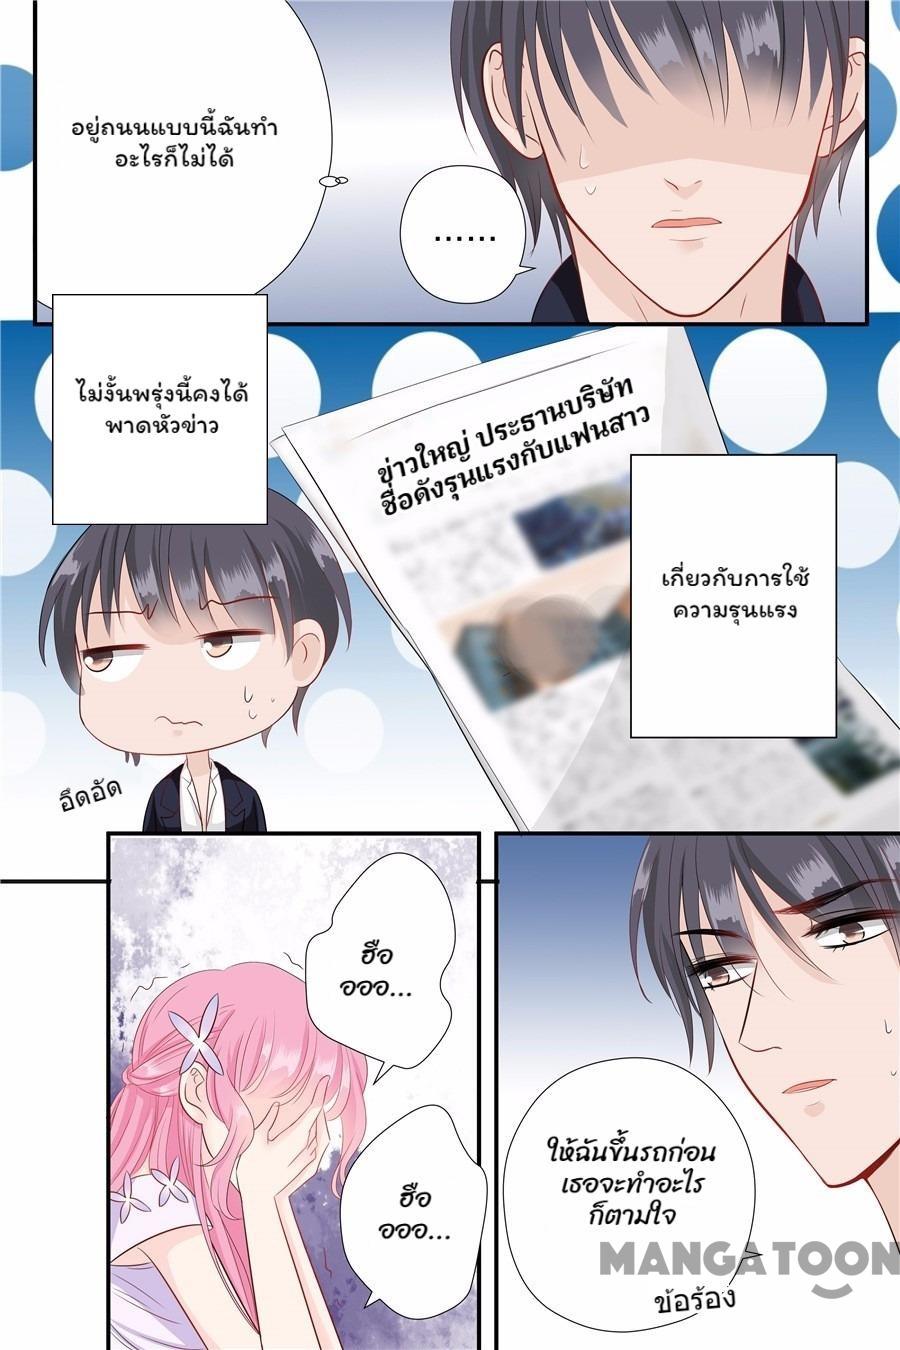 อยู่ถนนแบบนี้ฉันทำ
อะไรก็ไม่ได้
......
ไม่งั้นพรุ่งนี้คงได้
พาดหัวข่าว
ข่าวใหญ่ ประธานบริษัท
ชื่อดังรุนแรงกับแฟนสาว
เกี่ยวกับการใช้
ความรุนแรง
อึดอัด
ฮือ
ออออ...
ฮือ
ออออ...
ให้ฉันขึ้นรถก่อน
เธอจะทำอะไร
ก็ตามใจ
MANGATOON
ข้อร้อง